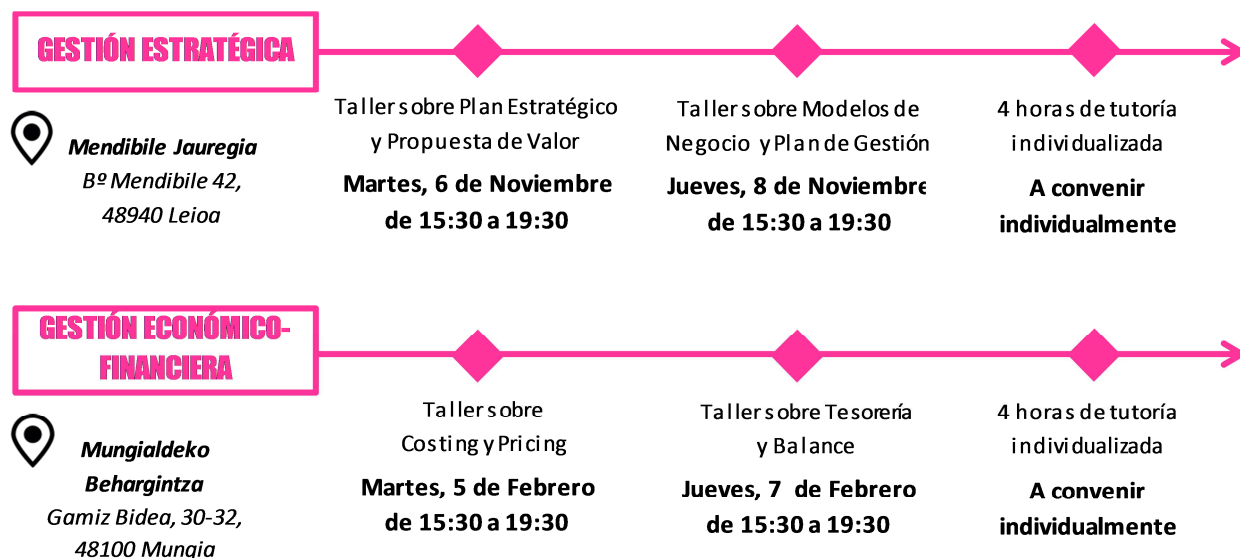 GESTIÓN ESTRATÉGICA
Mendibile Jauregia
Bº Mendibile 42,
48940 Leioa
Taller sobre Plan Estratégico
y Propuesta de Valor
Martes, 6 de Noviembre
de 15:30 a 19:30
Taller sobre Modelos de
Negocio y Plan de Gestión
Jueves, 8 de Noviembre
de 15:30 a 19:30
4 horas de tutoría
individualizada
A convenir
individualmente
GESTIÓN ECONÓMICO-
FINANCIERA
Mungialdeko
Behargintza
Gamiz Bidea, 30-32,
48100 Mungia
Taller sobre
Costing y Pricing
Martes, 5 de Febrero
de 15:30 a 19:30
Taller sobre Tesorería
y Balance
Jueves, 7 de Febrero
de 15:30 a 19:30
4 horas de tutoría
individualizada
A convenir
individualmente